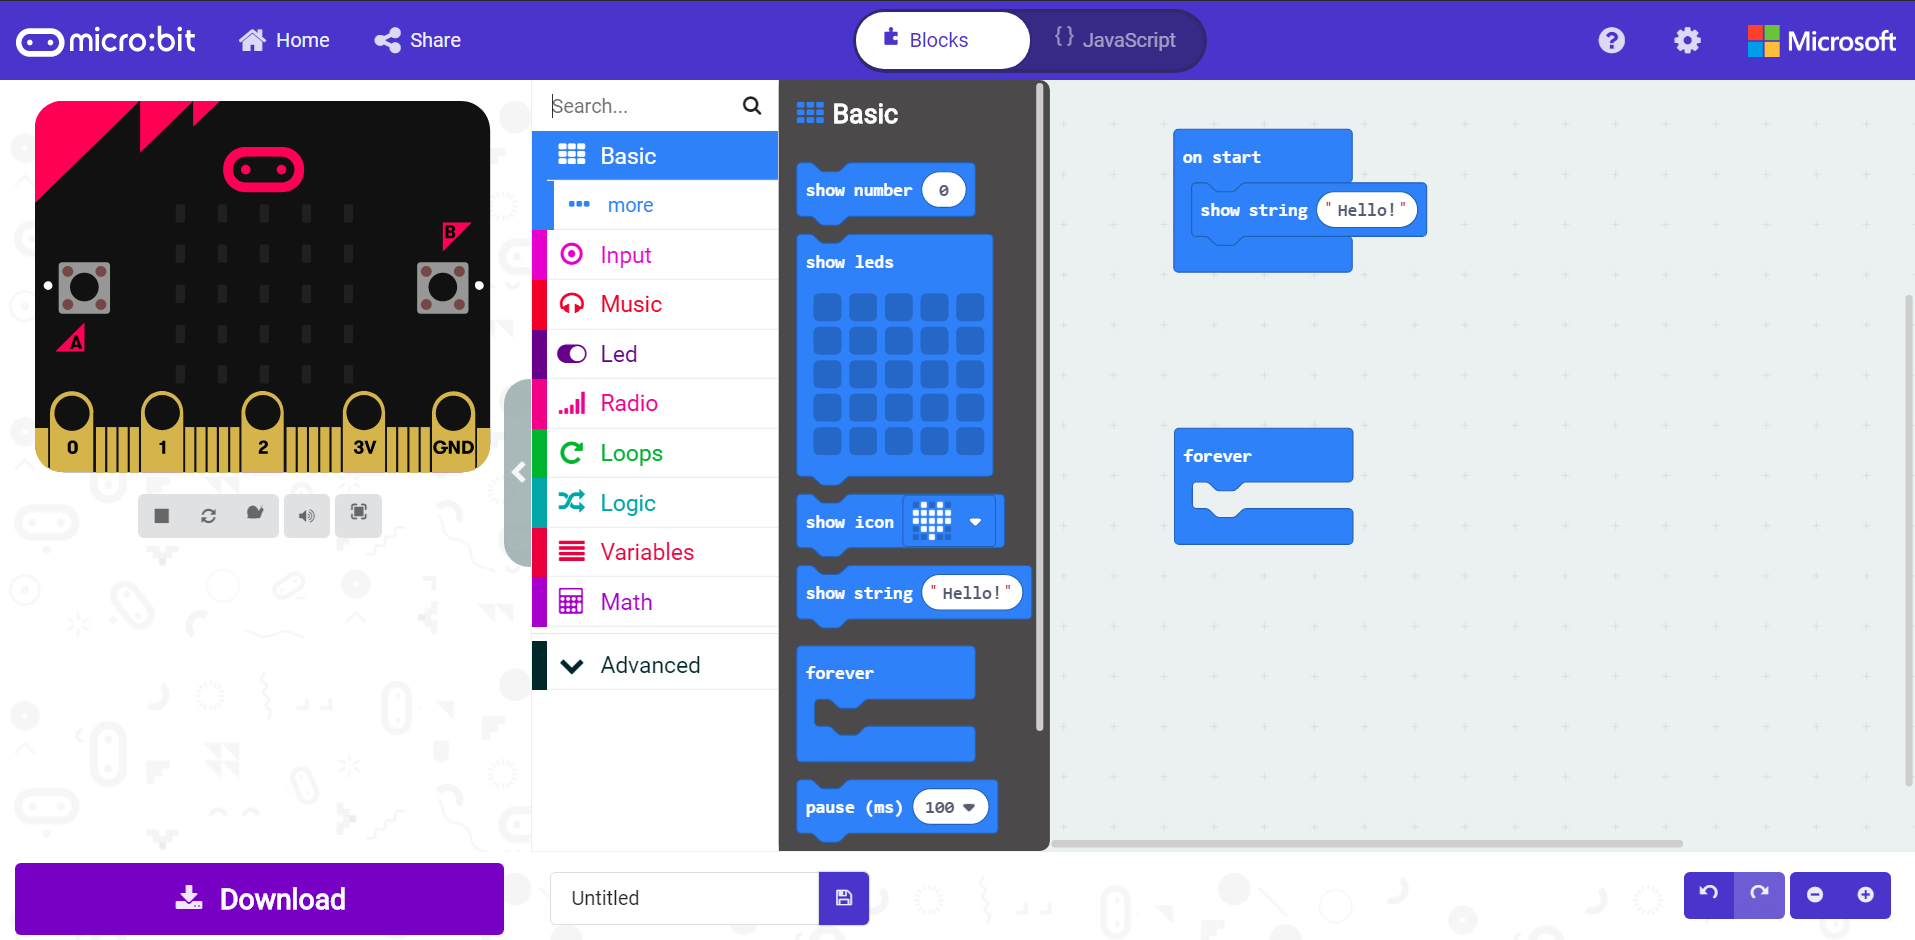 micro:bit Home Share Blocks {} JavaScript ? Microsoft
B
A
0 1 2 3V GND
Download
Search...
Basic
more
Input
Music
Led
Radio
Loops
Logic
Variables
Math
Advanced
Basic
show number 0
show leds
show icon
show string "Hello!"
forever
pause (ms) 100
on start
show string "Hello!"
forever
Untitled